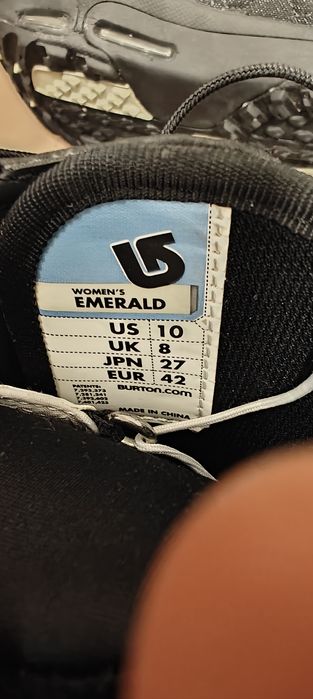 WOMEN'S
EMERALD
US 10
UK 8
JPN 27
EUR 42
PATENTS:
BURTON.com
MADE IN CHINA